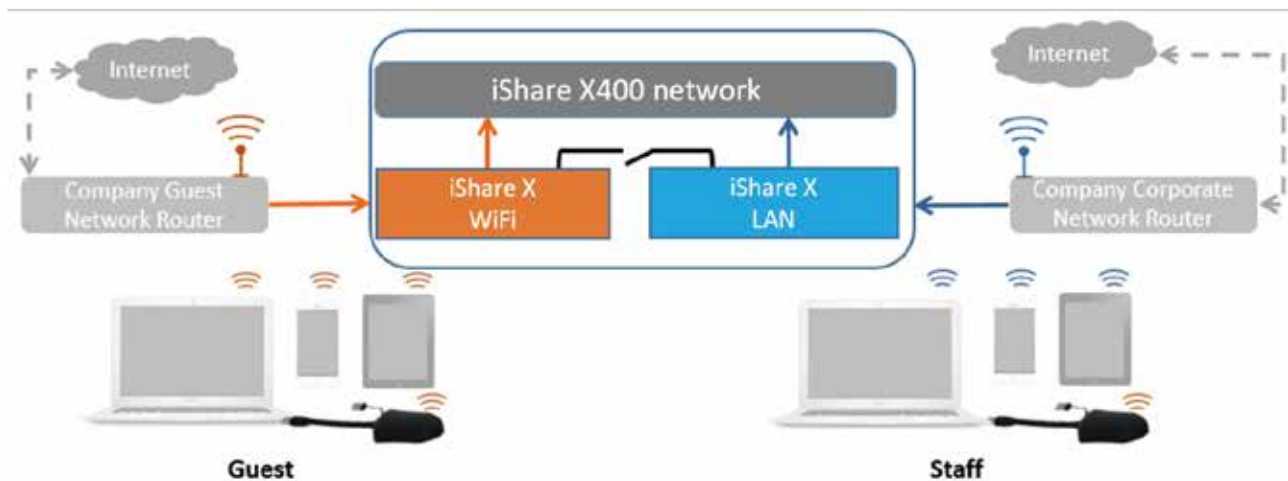 Internet
Internet
iShare X400 network
iShare X
WiFi
iShare X
LAN
Company Guest
Network Router
Company Corporate
Network Router
Guest
Staff